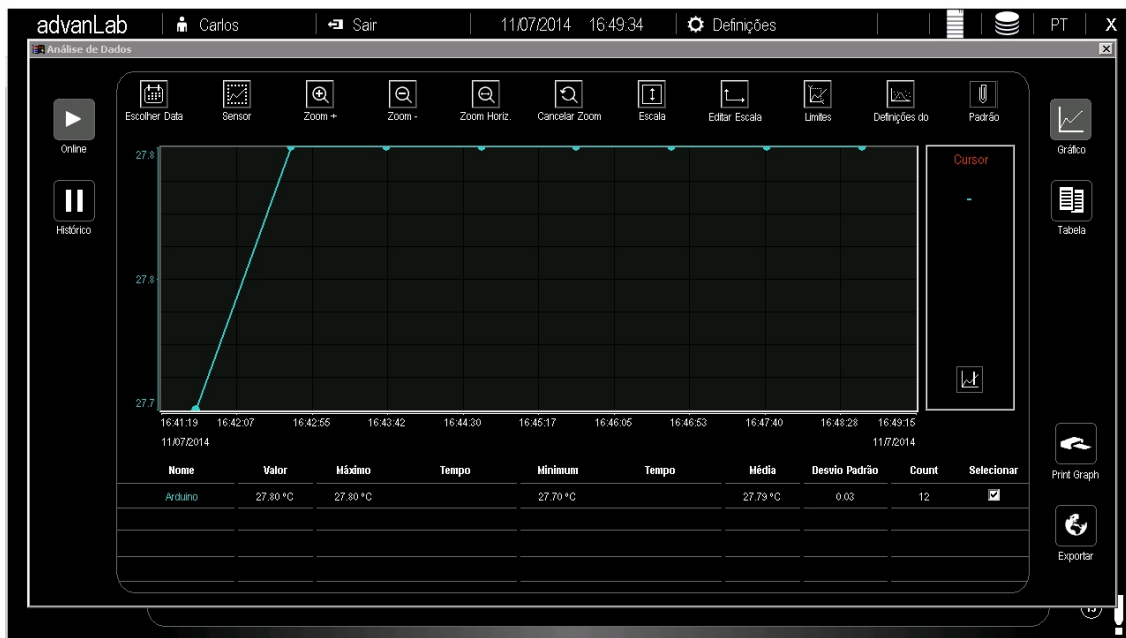 advanLab Carlos Sair 11/07/2014 16:49:34 Definições PT X
Análise de Dados
Escolher Data Sensor Zoom + Zoom - Zoom Horiz. Cancelar Zoom Escala Editar Escala Limites Definições do Padrão
Online
Histórico
Gráfico
Tabela
27.8
27.8
27.7
Cursor
-
16:41:19 16:42:07 16:42:55 16:43:42 16:44:30 16:45:17 16:46:05 16:46:53 16:47:40 16:48:28 16:49:15
11/07/2014 11/7/2014
Nome Valor Máximo Tempo Minimum Tempo Média Desvio Padrão Count Selecionar
Arduino 27.80 ºC 27.80 ºC 27.70 ºC 27.79 ºC 0.03 12
Print Graph
Exportar